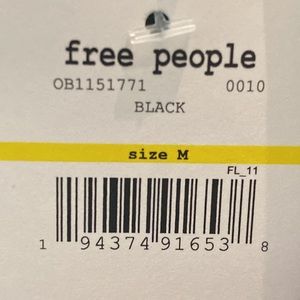 free people
OB1151771 0010
BLACK
size M
FL_11
1 94374 91653 8